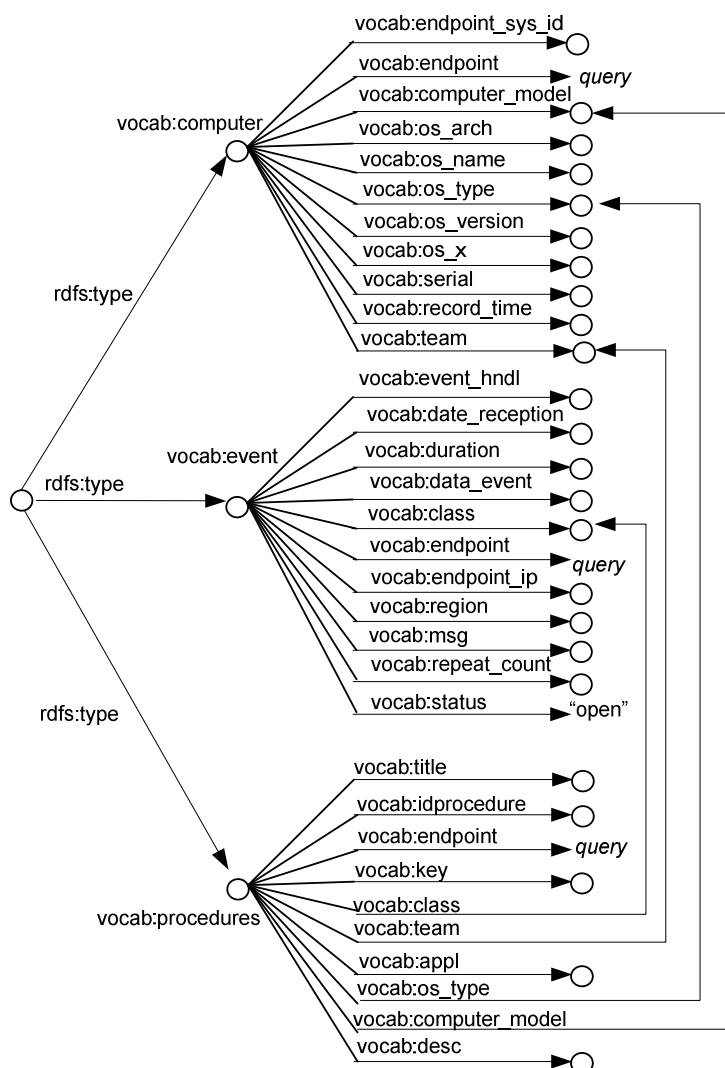 vocab:endpoint_sys_id
vocab:endpoint
query
vocab:computer_model
vocab:computer
vocab:os_arch
vocab:os_name
vocab:os_type
vocab:os_version
vocab:os_x
vocab:serial
rdfs:type
vocab:record_time
vocab:team
vocab:event_hndl
vocab:date_reception
vocab:duration
vocab:event
vocab:data_event
rdfs:type
vocab:class
vocab:endpoint
query
vocab:endpoint_ip
vocab:region
vocab:msg
vocab:repeat_count
vocab:status
“open”
rdfs:type
vocab:title
vocab:idprocedure
vocab:endpoint
query
vocab:key
vocab:class
vocab:procedures
vocab:team
vocab:appl
vocab:os_type
vocab:computer_model
vocab:desc